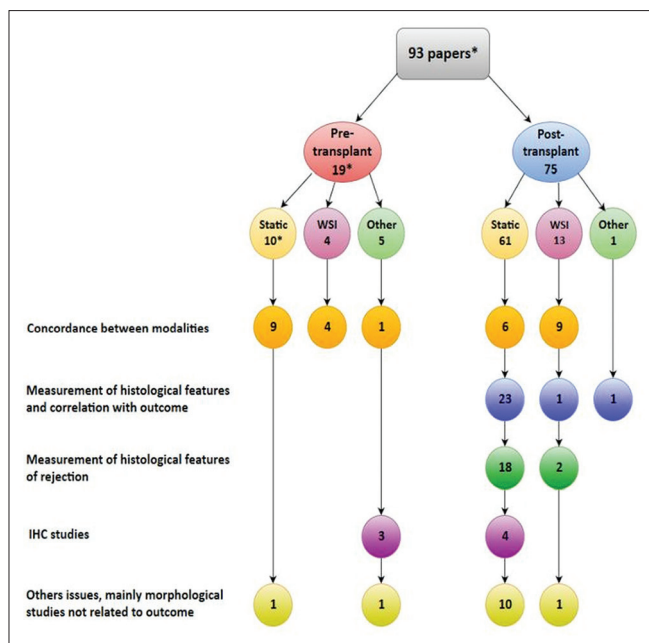 93 papers*
Pre-
transplant
19*
Post-
transplant
75
Static
10*
WSI
4
Other
5
Static
61
WSI
13
Other
1
Concordance between modalities
9
4
1
6
9
Measurement of histological features
and correlation with outcome
23
1
1
Measurement of histological features
of rejection
18
2
IHC studies
3
4
Others issues, mainly morphological
studies not related to outcome
1
1
10
1